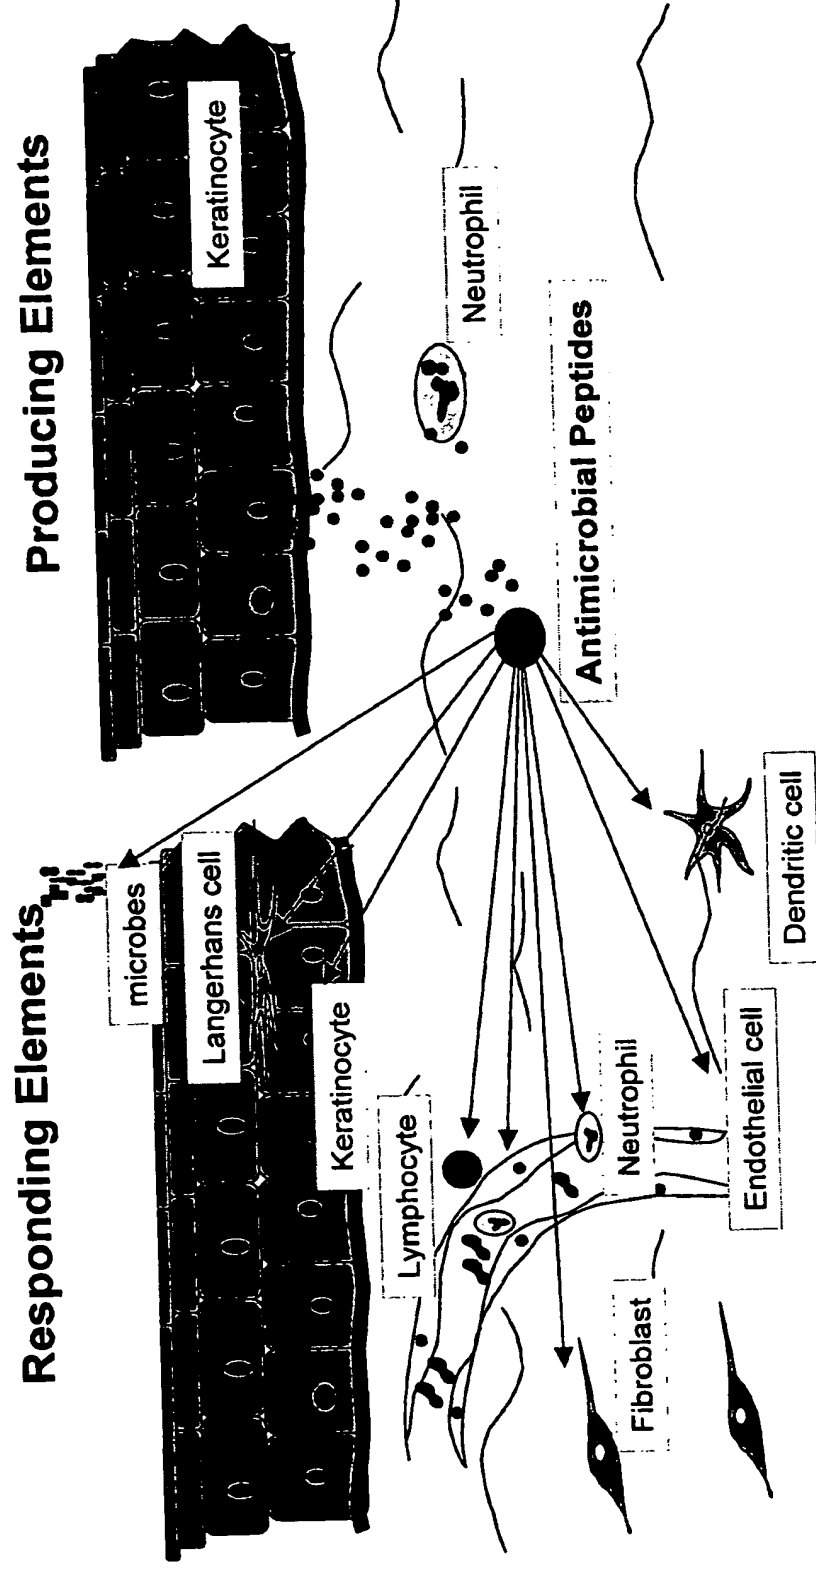 Responding Elements
Producing Elements
microbes
Langerhans cell
Keratinocyte
Keratinocyte
Lymphocyte
Neutrophil
Neutrophil
Antimicrobial Peptides
Fibroblast
Endothelial cell
Dendritic cell